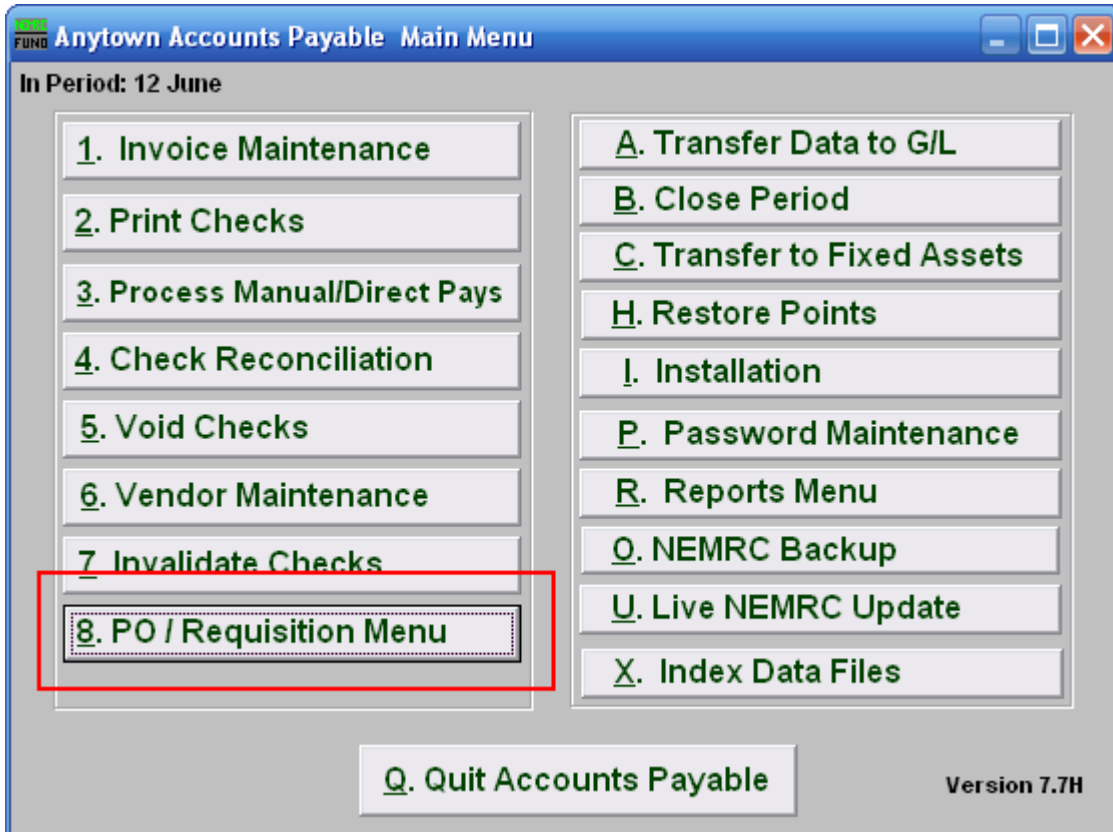 NEMRC
FUND
Anytown Accounts Payable Main Menu
In Period: 12 June
1. Invoice Maintenance
2. Print Checks
3. Process Manual/Direct Pays
4. Check Reconciliation
5. Void Checks
6. Vendor Maintenance
7. Invalidate Checks
8. PO / Requisition Menu
A. Transfer Data to G/L
B. Close Period
C. Transfer to Fixed Assets
H. Restore Points
I. Installation
P. Password Maintenance
R. Reports Menu
O. NEMRC Backup
U. Live NEMRC Update
X. Index Data Files
Q. Quit Accounts Payable
Version 7.7H